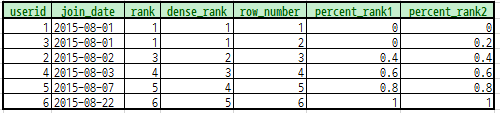 userid join_date rank dense_rank row_number percent_rank1 percent_rank2
1 2015-08-01 1 1 1 0 0
3 2015-08-01 1 1 2 0 0.2
2 2015-08-02 3 2 3 0.4 0.4
4 2015-08-03 4 3 4 0.6 0.6
5 2015-08-07 5 4 5 0.8 0.8
6 2015-08-22 6 5 6 1 1